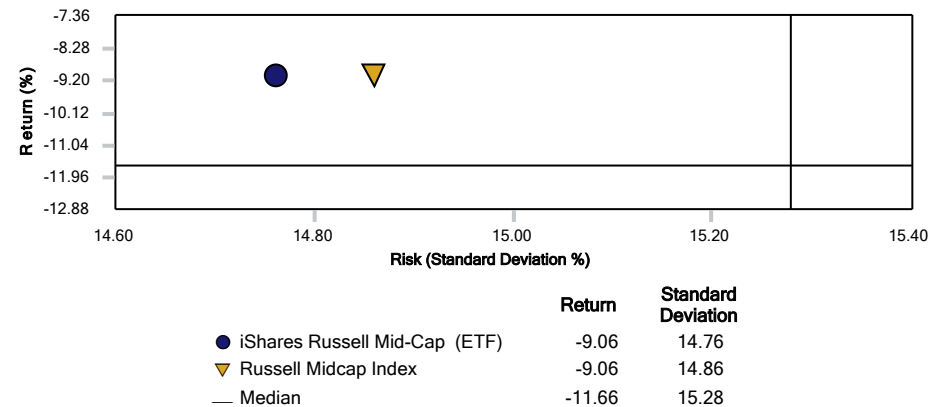 -7.36
-8.28
-9.20
-10.12
-11.04
-11.96
-12.88
Return (%)
14.60 14.80 15.00 15.20 15.40
Risk (Standard Deviation %)
Return Standard Deviation
iShares Russell Mid-Cap (ETF) -9.06 14.76
Russell Midcap Index -9.06 14.86
Median -11.66 15.28